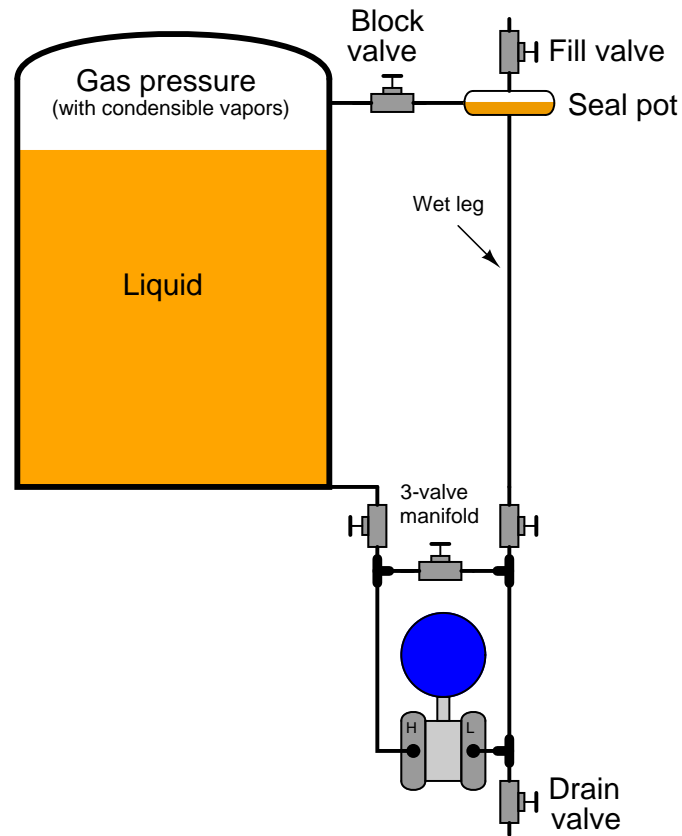 Block
valve
Fill valve
Gas pressure
(with condensible vapors)
Seal pot
Wet leg
Liquid
3-valve
manifold
H
L
Drain
valve